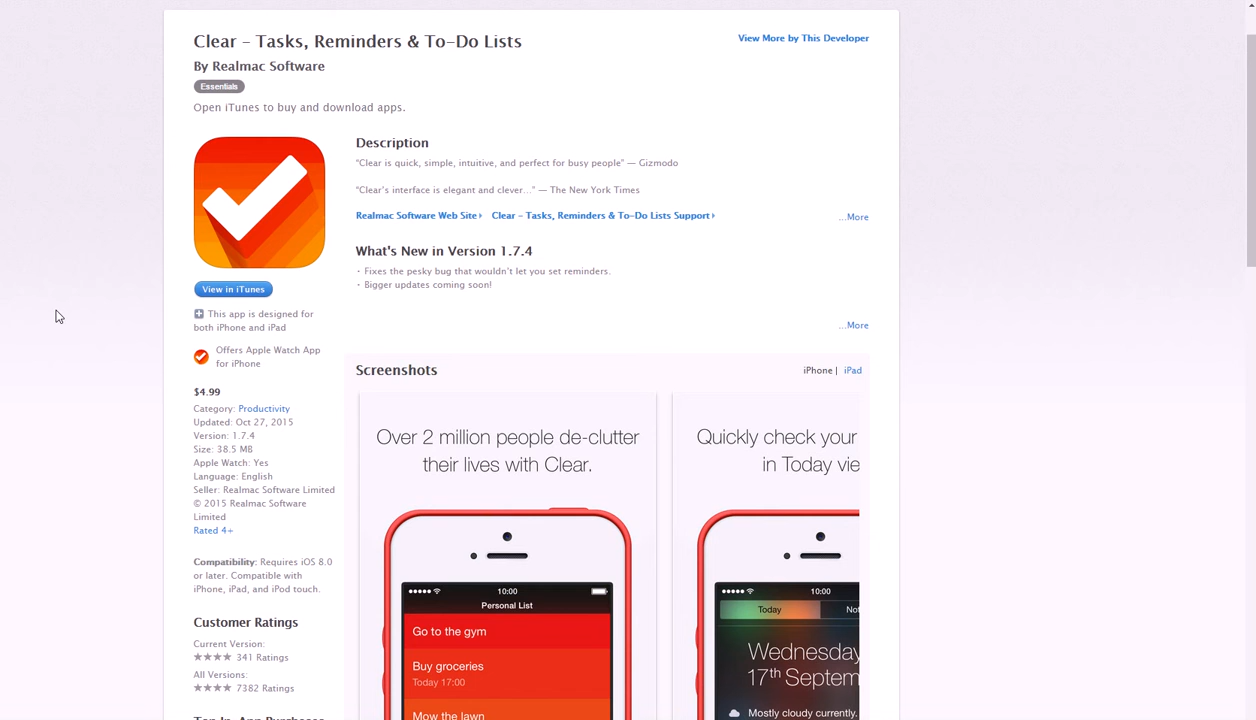 Clear – Tasks, Reminders & To-Do Lists
View More by This Developer
By Realmac Software
Essentials
Open iTunes to buy and download apps.
Description
"Clear is quick, simple, intuitive, and perfect for busy people" — Gizmodo
"Clear's interface is elegant and clever..." — The New York Times
Realmac Software Web Site
Clear – Tasks, Reminders & To-Do Lists Support
...More
What's New in Version 1.7.4
• Fixes the pesky bug that wouldn't let you set reminders.
• Bigger updates coming soon!
...More
View in iTunes
This app is designed for
both iPhone and iPad
Offers Apple Watch App
for iPhone
$4.99
Category: Productivity
Updated: Oct 27, 2015
Version: 1.7.4
Size: 38.5 MB
Apple Watch: Yes
Language: English
Seller: Realmac Software Limited
© 2015 Realmac Software
Limited
Rated 4+
Compatibility: Requires iOS 8.0
or later. Compatible with
iPhone, iPad, and iPod touch.
Customer Ratings
Current Version:
★★★★ 341 Ratings
All Versions:
★★★★ 7382 Ratings
Screenshots
iPhone | iPad
Over 2 million people de-clutter
their lives with Clear.
10:00
Personal List
Go to the gym
Buy groceries
Today 17:00
Mow the lawn
Quickly check your
in Today vie
10:00
Today
Not
Wednesday
17th Septem
Mostly cloudy currently.